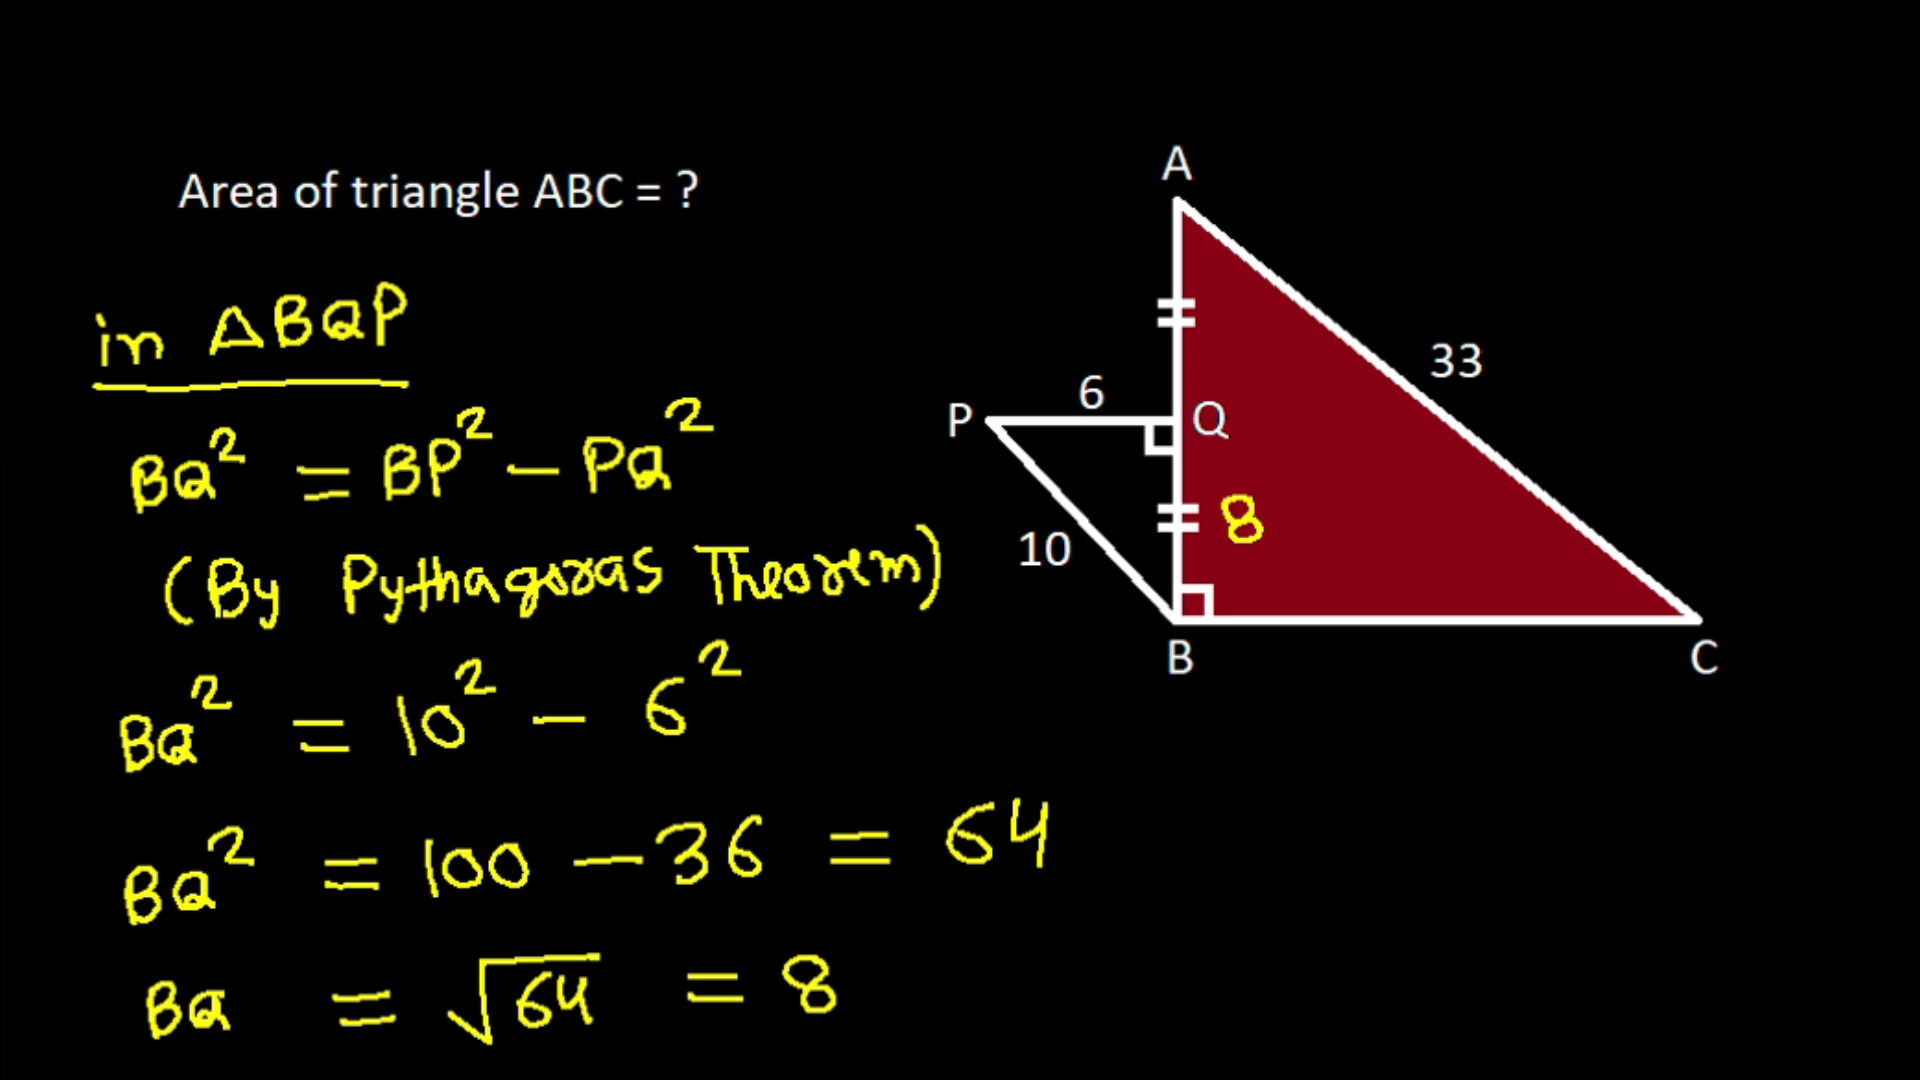 Area of triangle ABC = ?
in △BQP
BQ² = BP² - PQ²
(By Pythagoras Theorem)
BQ² = 10² - 6²
BQ² = 100 - 36 = 64
BQ = √64 = 8
A
33
6
P
Q
8
10
B
C